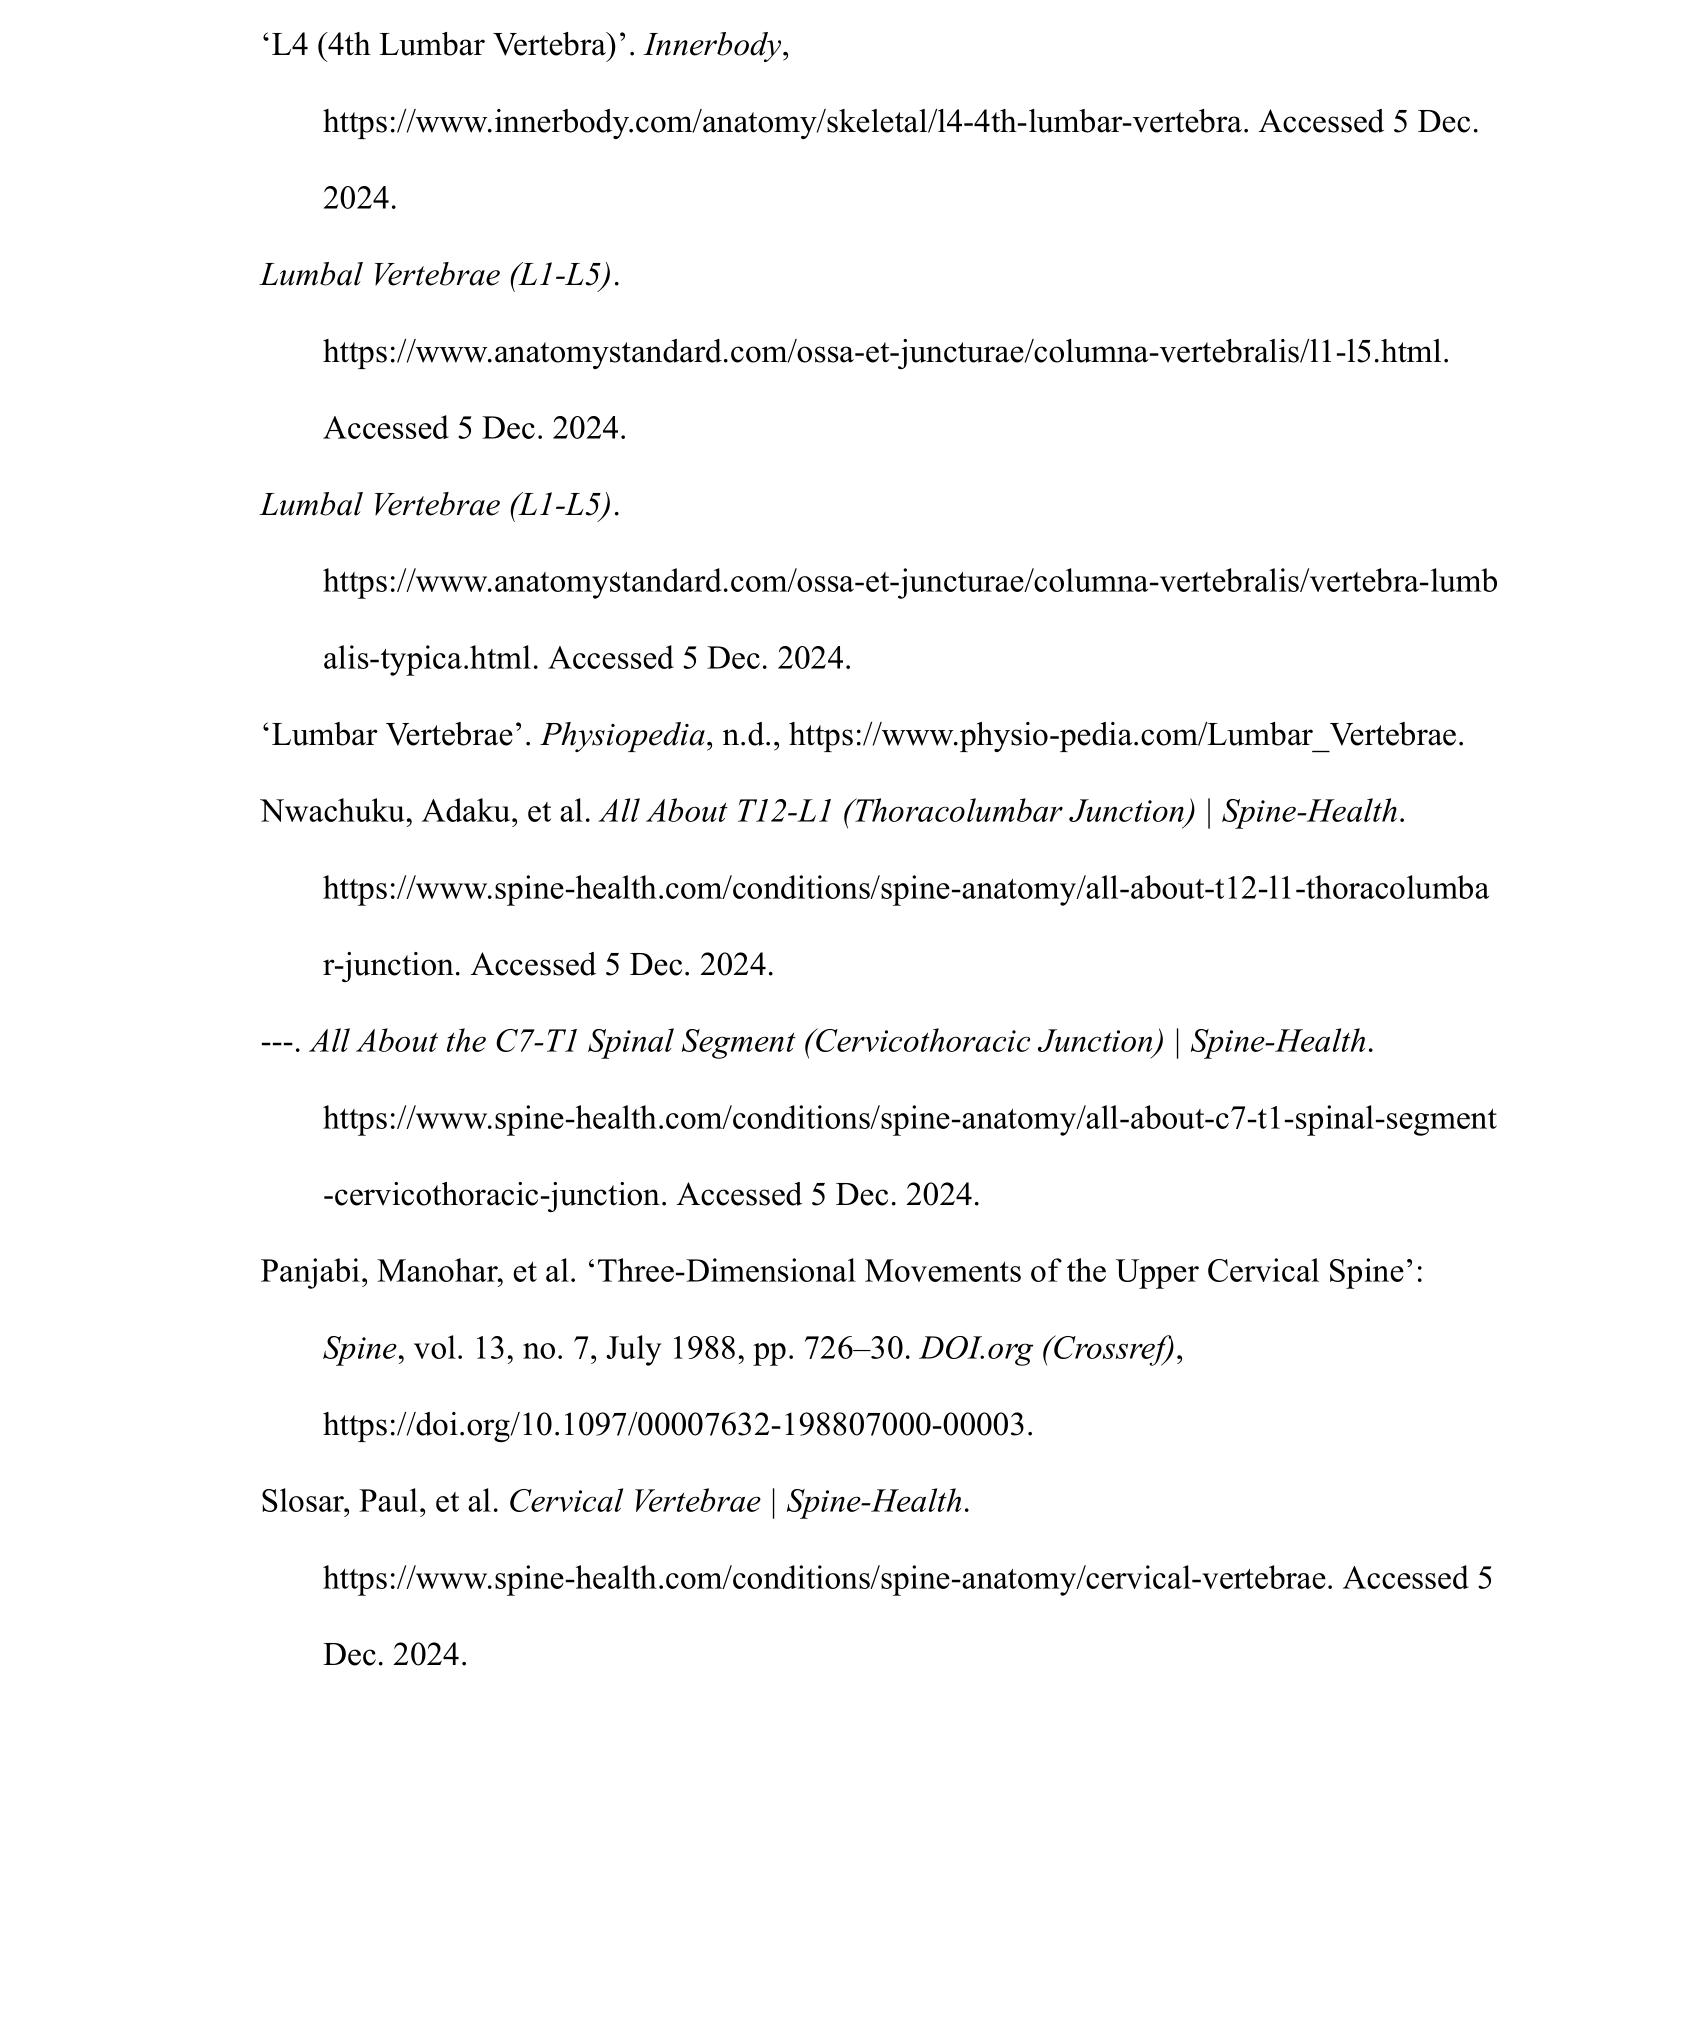 ‘L4 (4th Lumbar Vertebra)’. Innerbody,
https://www.innerbody.com/anatomy/skeletal/l4-4th-lumbar-vertebra. Accessed 5 Dec.
2024.
Lumbal Vertebrae (L1-L5).
https://www.anatomystandard.com/ossa-et-juncturae/columna-vertebralis/l1-l5.html.
Accessed 5 Dec. 2024.
Lumbal Vertebrae (L1-L5).
https://www.anatomystandard.com/ossa-et-juncturae/columna-vertebralis/vertebra-lumb
alis-typica.html. Accessed 5 Dec. 2024.
‘Lumbar Vertebrae’. Physiopedia, n.d., https://www.physio-pedia.com/Lumbar_Vertebrae.
Nwachuku, Adaku, et al. All About T12-L1 (Thoracolumbar Junction) | Spine-Health.
https://www.spine-health.com/conditions/spine-anatomy/all-about-t12-l1-thoracolumba
r-junction. Accessed 5 Dec. 2024.
---. All About the C7-T1 Spinal Segment (Cervicothoracic Junction) | Spine-Health.
https://www.spine-health.com/conditions/spine-anatomy/all-about-c7-t1-spinal-segment
-cervicothoracic-junction. Accessed 5 Dec. 2024.
Panjabi, Manohar, et al. ‘Three-Dimensional Movements of the Upper Cervical Spine’:
Spine, vol. 13, no. 7, July 1988, pp. 726–30. DOI.org (Crossref),
https://doi.org/10.1097/00007632-198807000-00003.
Slosar, Paul, et al. Cervical Vertebrae | Spine-Health.
https://www.spine-health.com/conditions/spine-anatomy/cervical-vertebrae. Accessed 5
Dec. 2024.